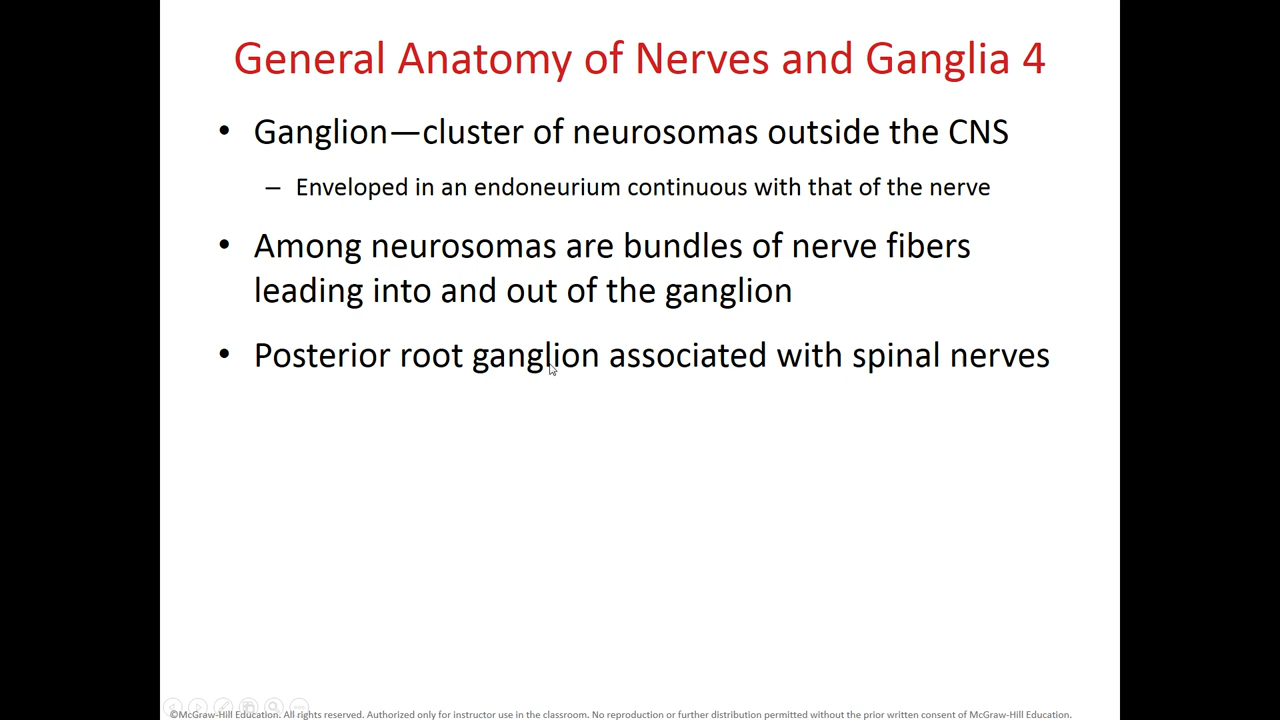 General Anatomy of Nerves and Ganglia 4
• Ganglion—cluster of neurosomas outside the CNS
– Enveloped in an endoneurium continuous with that of the nerve
• Among neurosomas are bundles of nerve fibers
leading into and out of the ganglion
• Posterior root ganglion associated with spinal nerves
©McGraw-Hill Education. All rights reserved. Authorized only for instructor use in the classroom. No reproduction or further distribution permitted without the prior written consent of McGraw-Hill Education.